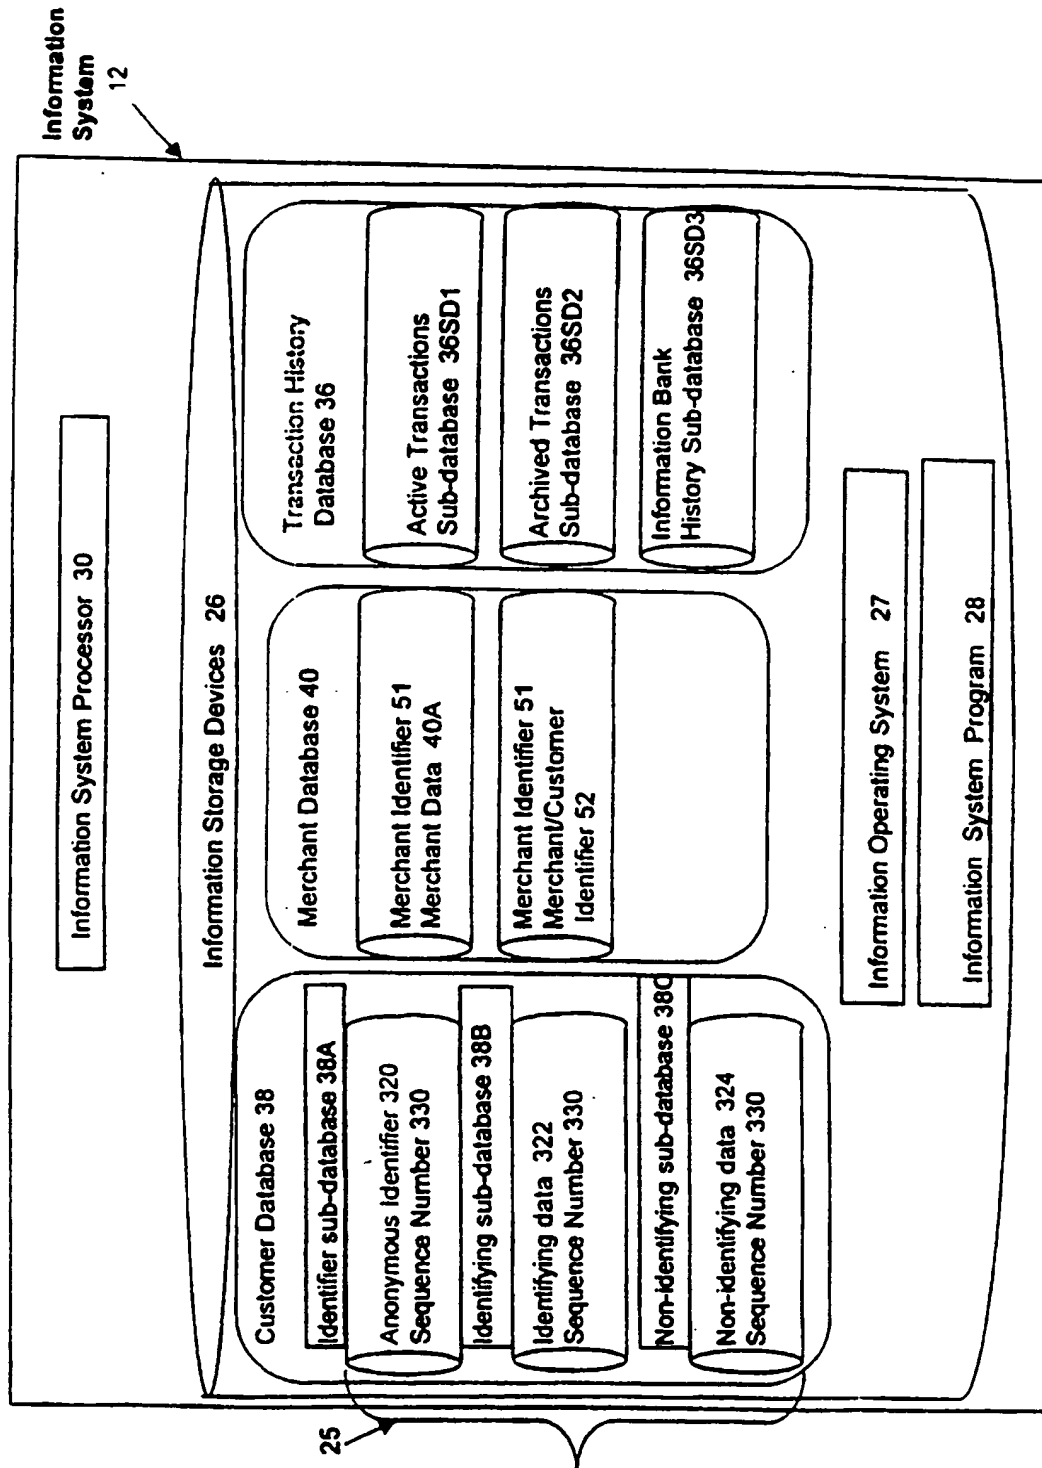 Information
System
12
Information System Processor 30
Information Storage Devices 26
Customer Database 38
Identifier sub-database 38A
Anonymous Identifier 320
Sequence Number 330
Identifying sub-database 38B
Identifying data 322
Sequence Number 330
Non-identifying sub-database 38C
Non-identifying data 324
Sequence Number 330
25
Merchant Database 40
Merchant Identifier 51
Merchant Data 40A
Merchant Identifier 51
Merchant/Customer
Identifier 52
Transaction History
Database 36
Active Transactions
Sub-database 36SD1
Archived Transactions
Sub-database 36SD2
Information Bank
History Sub-database 36SD3
Information Operating System 27
Information System Program 28